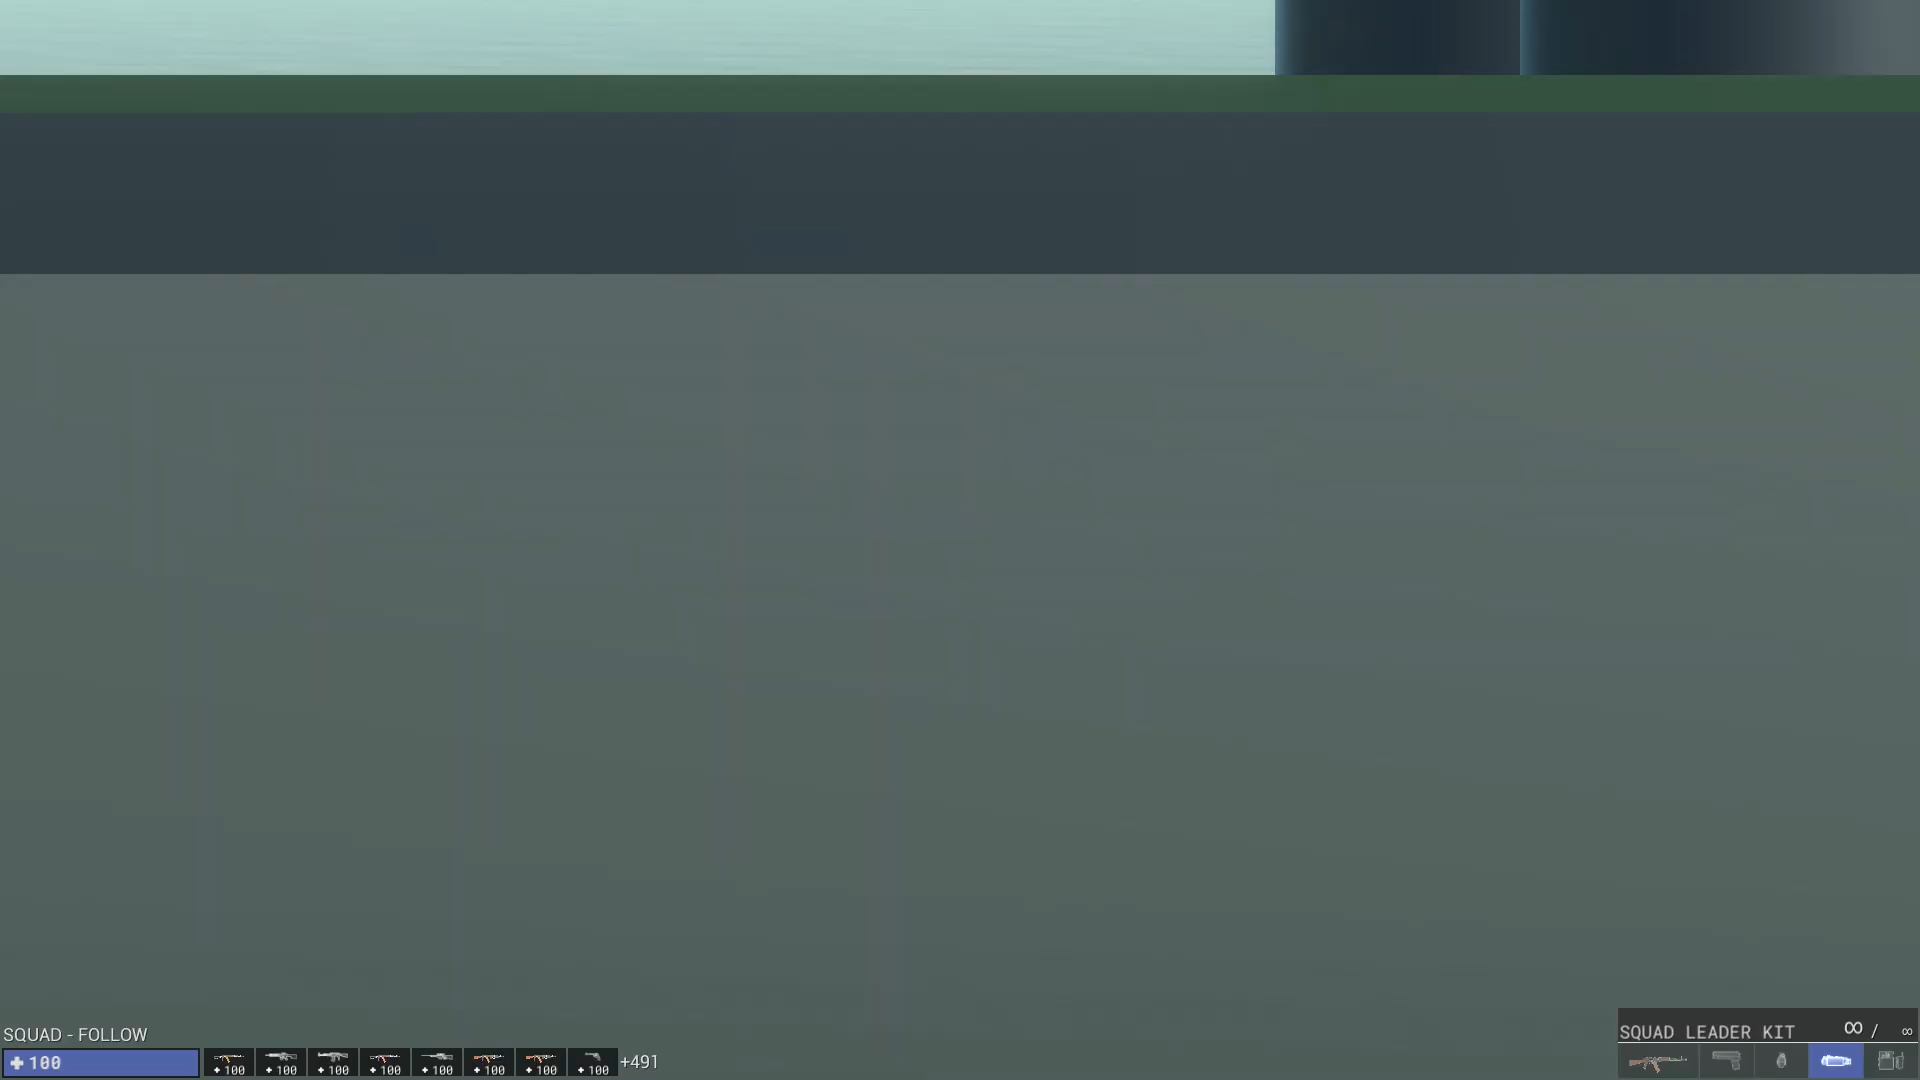 SQUAD - FOLLOW
+100
+100 +100 +100 +100 +100 +100 +100 +100 +491
SQUAD LEADER KIT ∞ / ∞